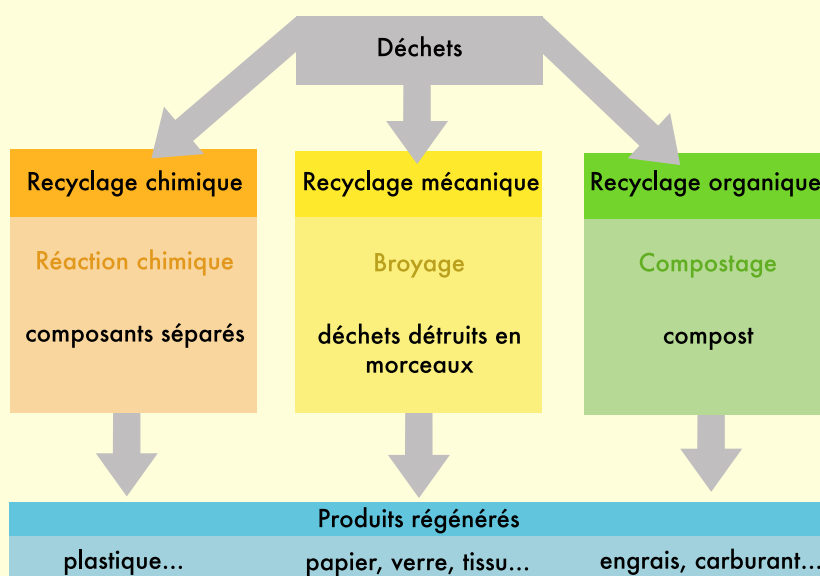 Déchets
Recyclage chimique
Réaction chimique
composants séparés
Recyclage mécanique
Broyage
déchets détruits en
morceaux
Recyclage organique
Compostage
compost
Produits régénérés
plastique...
papier, verre, tissu...
engrais, carburant...